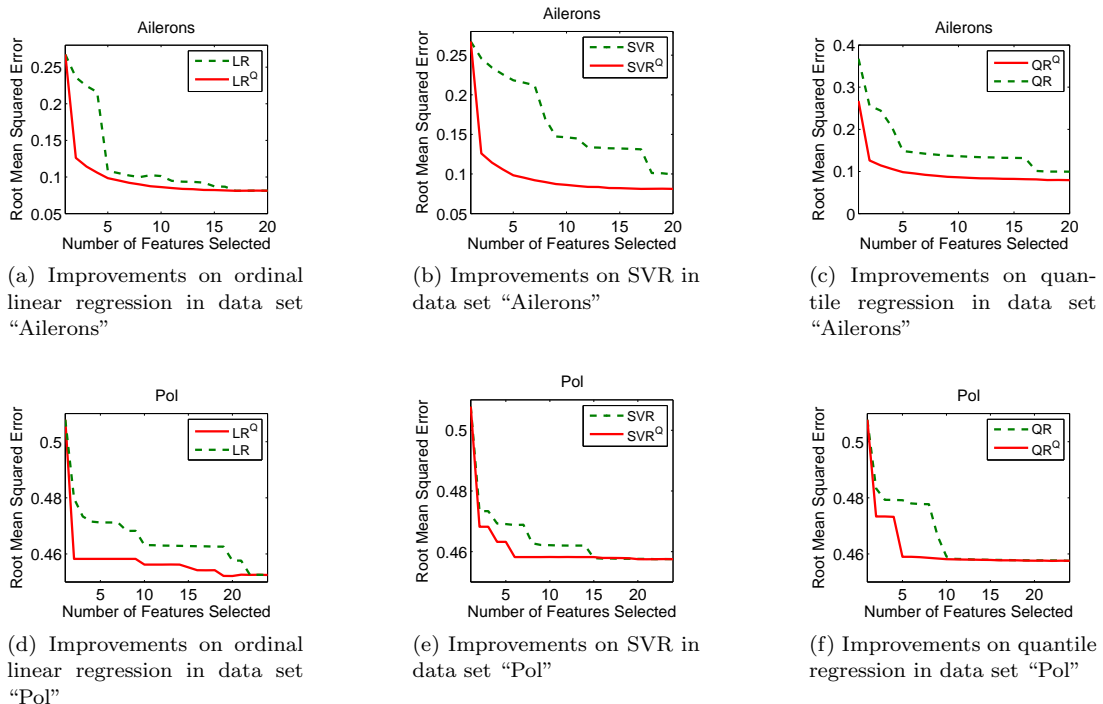 Ailerons
Root Mean Squared Error
0.25
0.2
0.15
0.1
0.05
5 10 15 20
Number of Features Selected
LR
LR^Q
(a) Improvements on ordinal
linear regression in data set
“Ailerons”
Ailerons
Root Mean Squared Error
0.25
0.2
0.15
0.1
0.05
5 10 15 20
Number of Features Selected
SVR
SVR^Q
(b) Improvements on SVR in
data set “Ailerons”
Ailerons
Root Mean Squared Error
0.4
0.3
0.2
0.1
0
5 10 15 20
Number of Features Selected
QR^Q
QR
(c) Improvements on quan-
tile regression in data set
“Ailerons”
Pol
Root Mean Squared Error
0.5
0.48
0.46
5 10 15 20
Number of Features Selected
LR^Q
LR
(d) Improvements on ordinal
linear regression in data set
“Pol”
Pol
Root Mean Squared Error
0.5
0.48
0.46
5 10 15 20
Number of Features Selected
SVR
SVR^Q
(e) Improvements on SVR in
data set “Pol”
Pol
Root Mean Squared Error
0.5
0.48
0.46
5 10 15 20
Number of Features Selected
QR
QR^Q
(f) Improvements on quantile
regression in data set “Pol”